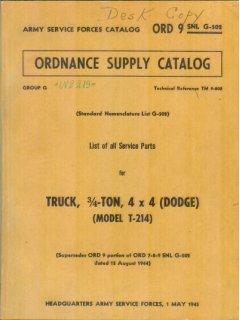 Desk Copy
ARMY SERVICE FORCES CATALOG ORD 9 SNL G-502
ORDNANCE SUPPLY CATALOG
GROUP G Technical Reference TM 9-808
(Standard Nomenclature List G-502)
List of all Service Parts
for
TRUCK, ¾-TON, 4 x 4 (DODGE)
(MODEL T-214)
(Supersedes ORD 9 portion of ORD 7-8-9 SNL G-502
dated 15 August 1944)
HEADQUARTERS ARMY SERVICE FORCES, 1 MAY 1945